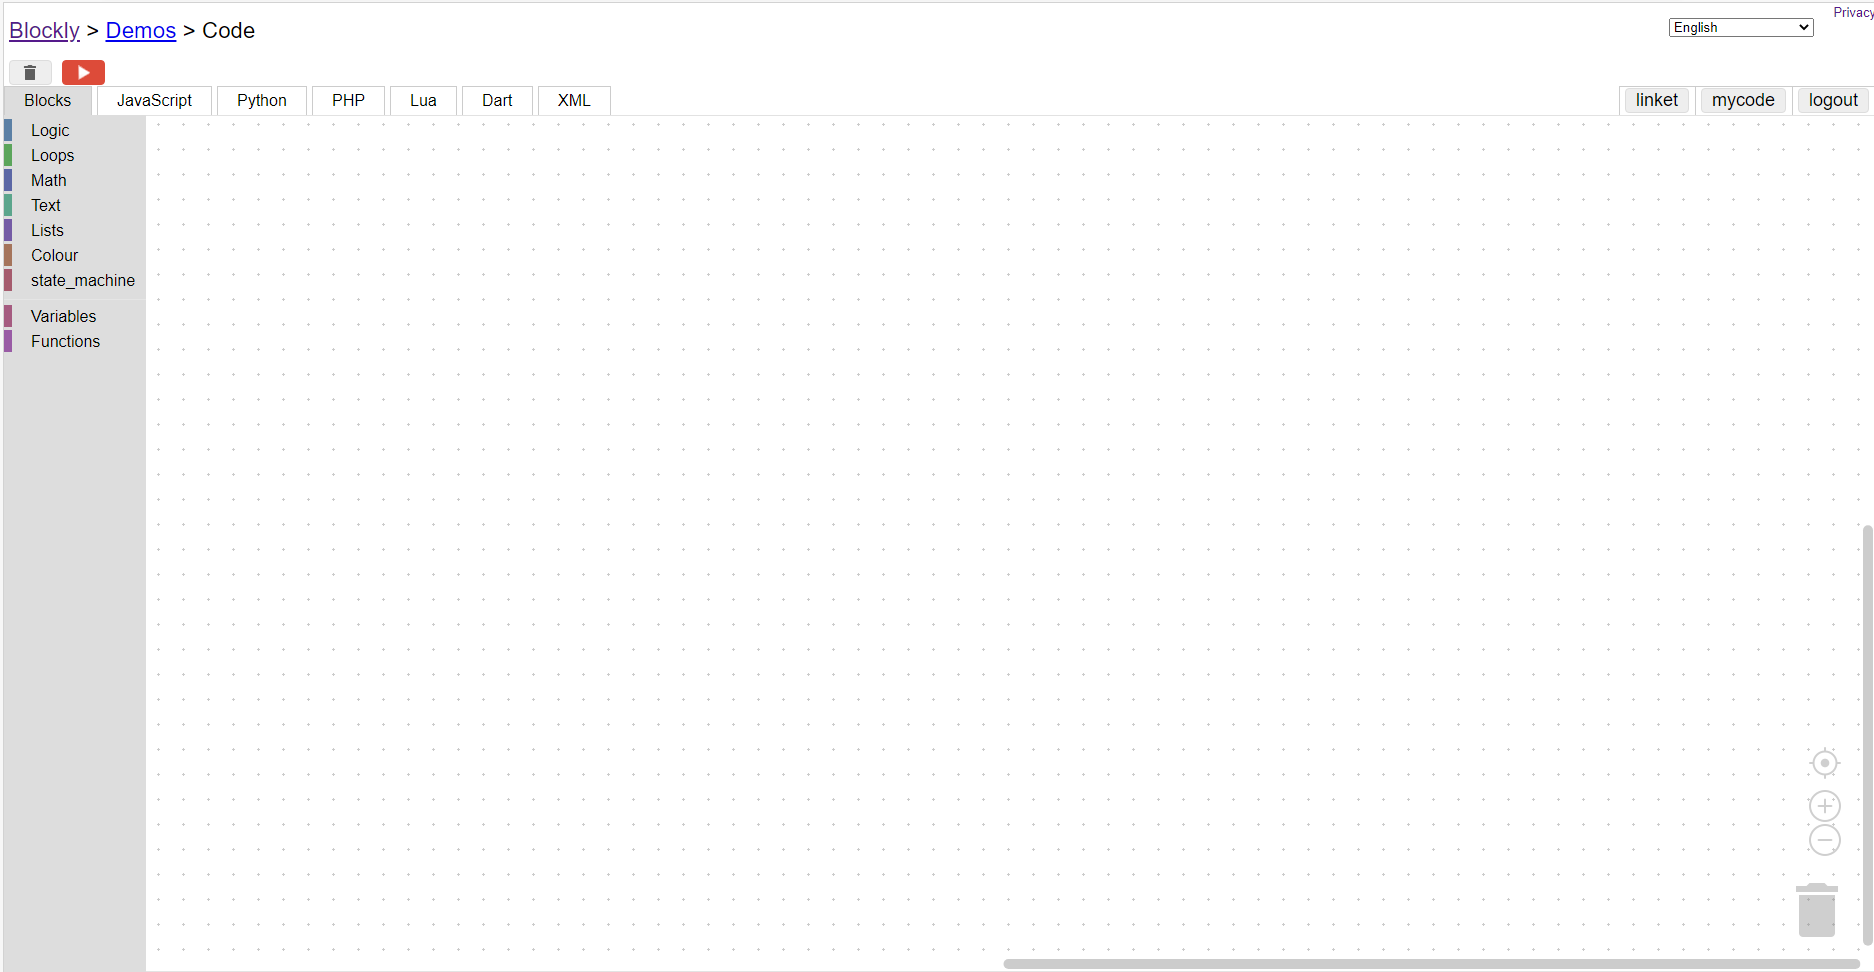 Privacy
Blockly > Demos > Code
English
Blocks JavaScript Python PHP Lua Dart XML linket mycode logout
Logic
Loops
Math
Text
Lists
Colour
state_machine
Variables
Functions